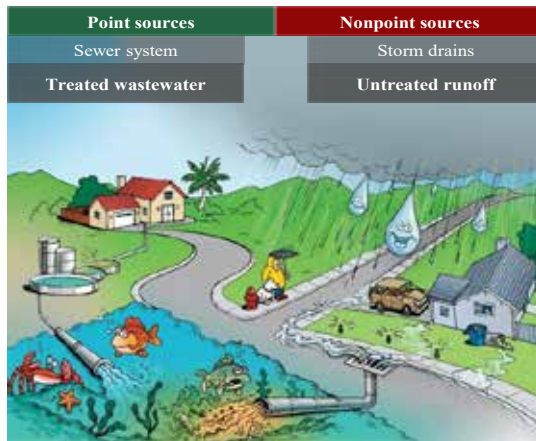 Point sources
Nonpoint sources
Sewer system
Storm drains
Treated wastewater
Untreated runoff